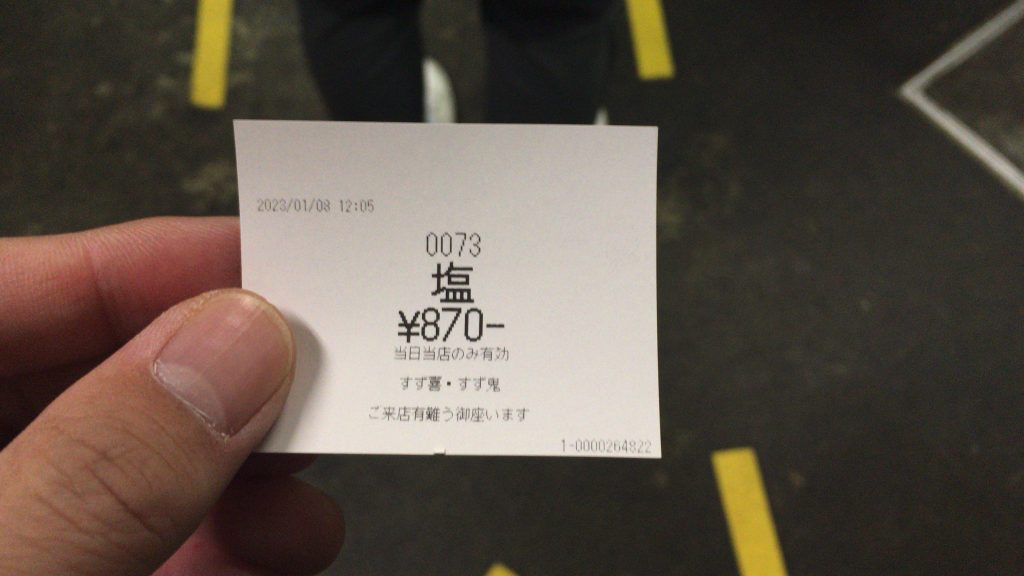 2023/01/08 12:05
0073
塩
¥870-
当日当店のみ有効
すず喜・すず鬼
ご来店有難う御座います
1-0000264822